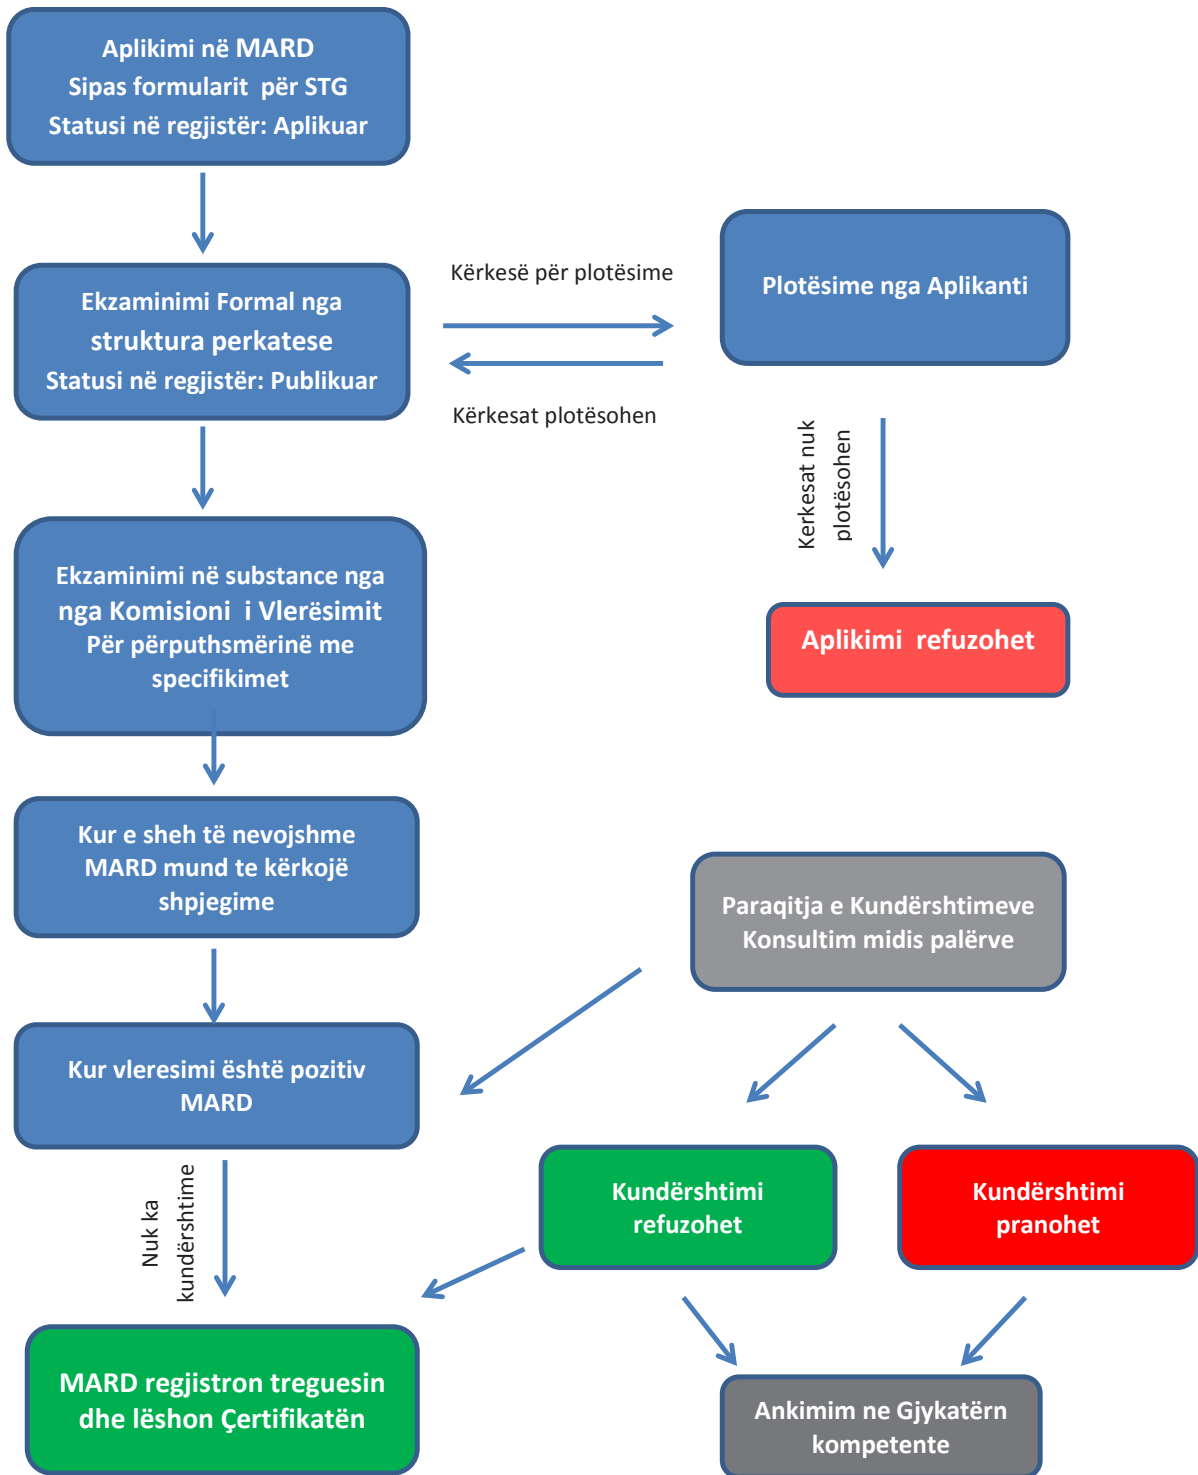 Aplikimi në MARD
Sipas formularit për STG
Statusi në regjistër: Aplikuar
Ekzaminimi Formal nga
struktura perkatese
Statusi në regjistër: Publikuar
Kërkesë për plotësime
Kërkesat plotësohen
Plotësime nga Aplikanti
Kerkesat nuk
plotësohen
Aplikimi refuzohet
Ekzaminimi në substance nga
nga Komisioni i Vlerësimit
Për përputhsmërinë me
specifikimet
Kur e sheh të nevojshme
MARD mund te kërkojë
shpjegime
Paraqitja e Kundërshtimeve
Konsultim midis palërve
Kur vleresimi është pozitiv
MARD
Nuk ka
kundërshtime
Kundërshtimi
refuzohet
Kundërshtimi
pranohet
MARD regjistron treguesin
dhe lëshon Çertifikatën
Ankimim ne Gjykatërn
kompetente